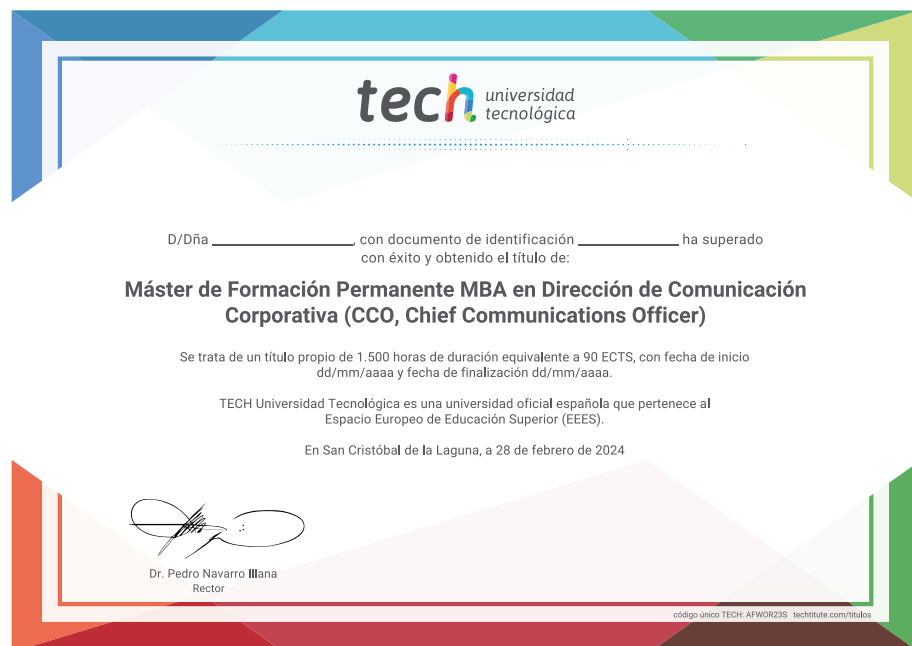 tech universidad
tecnológica
D/Dña ______________, con documento de identificación ______________ ha superado
con éxito y obtenido el título de:
Máster de Formación Permanente MBA en Dirección de Comunicación
Corporativa (CCO, Chief Communications Officer)
Se trata de un título propio de 1.500 horas de duración equivalente a 90 ECTS, con fecha de inicio
dd/mm/aaaa y fecha de finalización dd/mm/aaaa.
TECH Universidad Tecnológica es una universidad oficial española que pertenece al
Espacio Europeo de Educación Superior (EEES).
En San Cristóbal de la Laguna, a 28 de febrero de 2024
Dr. Pedro Navarro Illana
Rector
código único TECH: AFWOR23S techtitute.com/titulos